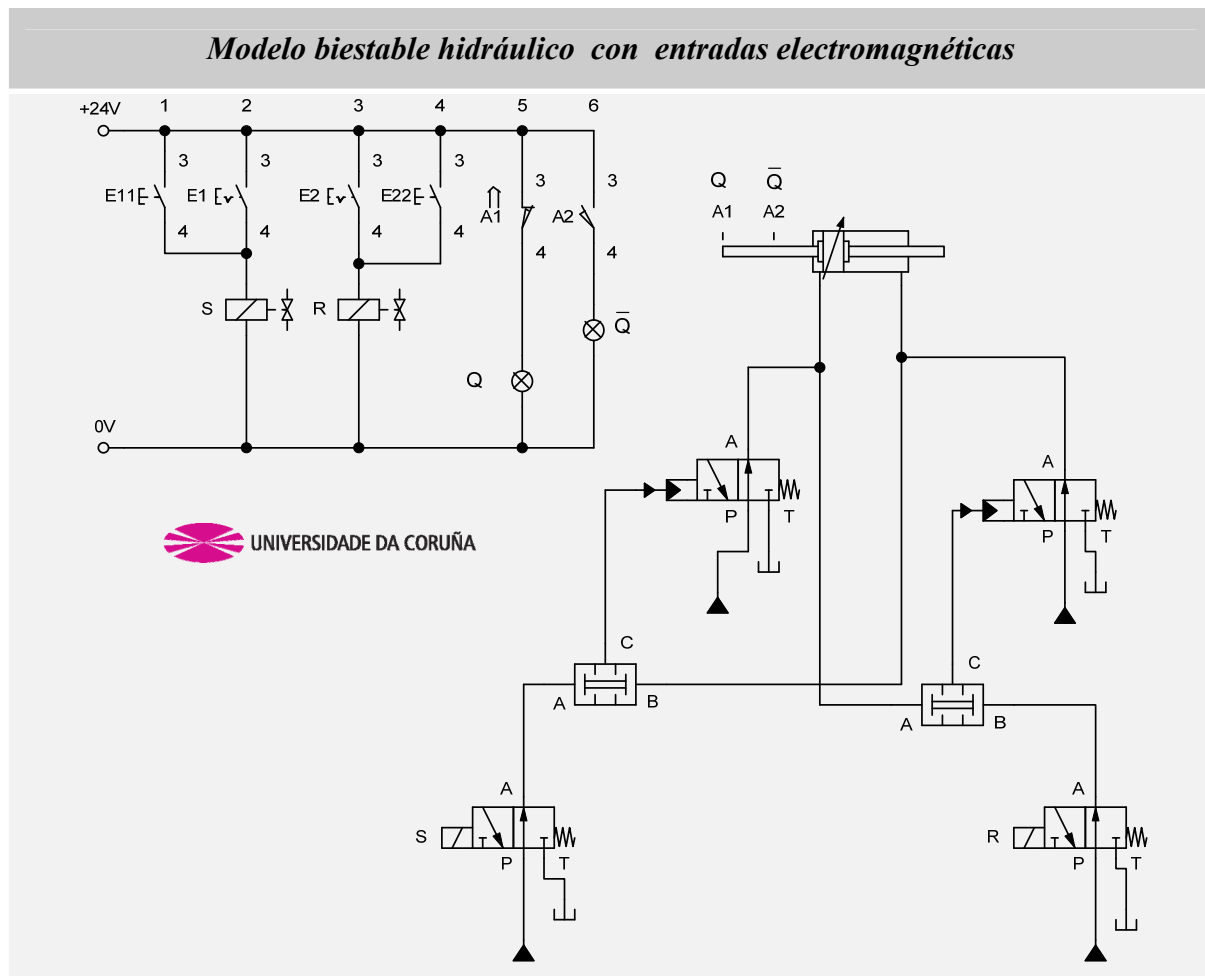 Modelo biestable hidráulico con entradas electromagnéticas
+24V 1 2 3 4 5 6
3 3 3 3 3 3
E11 E1 E2 E22 A1 A2
4 4 4 4 4 4
S R
Q̅
Q
0V
Q Q̅
A1 A2
A
P T
A
P T
UNIVERSIDADE DA CORUÑA
C
A B
C
A B
A
S
P T
A
R
P T